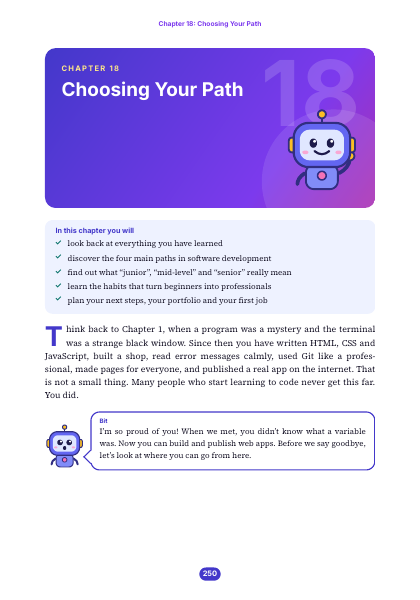 Chapter 18: Choosing Your Path
18
CHAPTER 18
Choosing Your Path
In this chapter you will
look back at everything you have learned
discover the four main paths in software development
find out what “junior”, “mid-level” and “senior” really mean
learn the habits that turn beginners into professionals
plan your next steps, your portfolio and your first job
Think back to Chapter 1, when a program was a mystery and the terminal
was a strange black window. Since then you have written HTML, CSS and
JavaScript, built a shop, read error messages calmly, used Git like a profes-
sional, made pages for everyone, and published a real app on the internet. That
is not a small thing. Many people who start learning to code never get this far.
You did.
Bit
I’m so proud of you! When we met, you didn’t know what a variable
was. Now you can build and publish web apps. Before we say goodbye,
let’s look at where you can go from here.
250